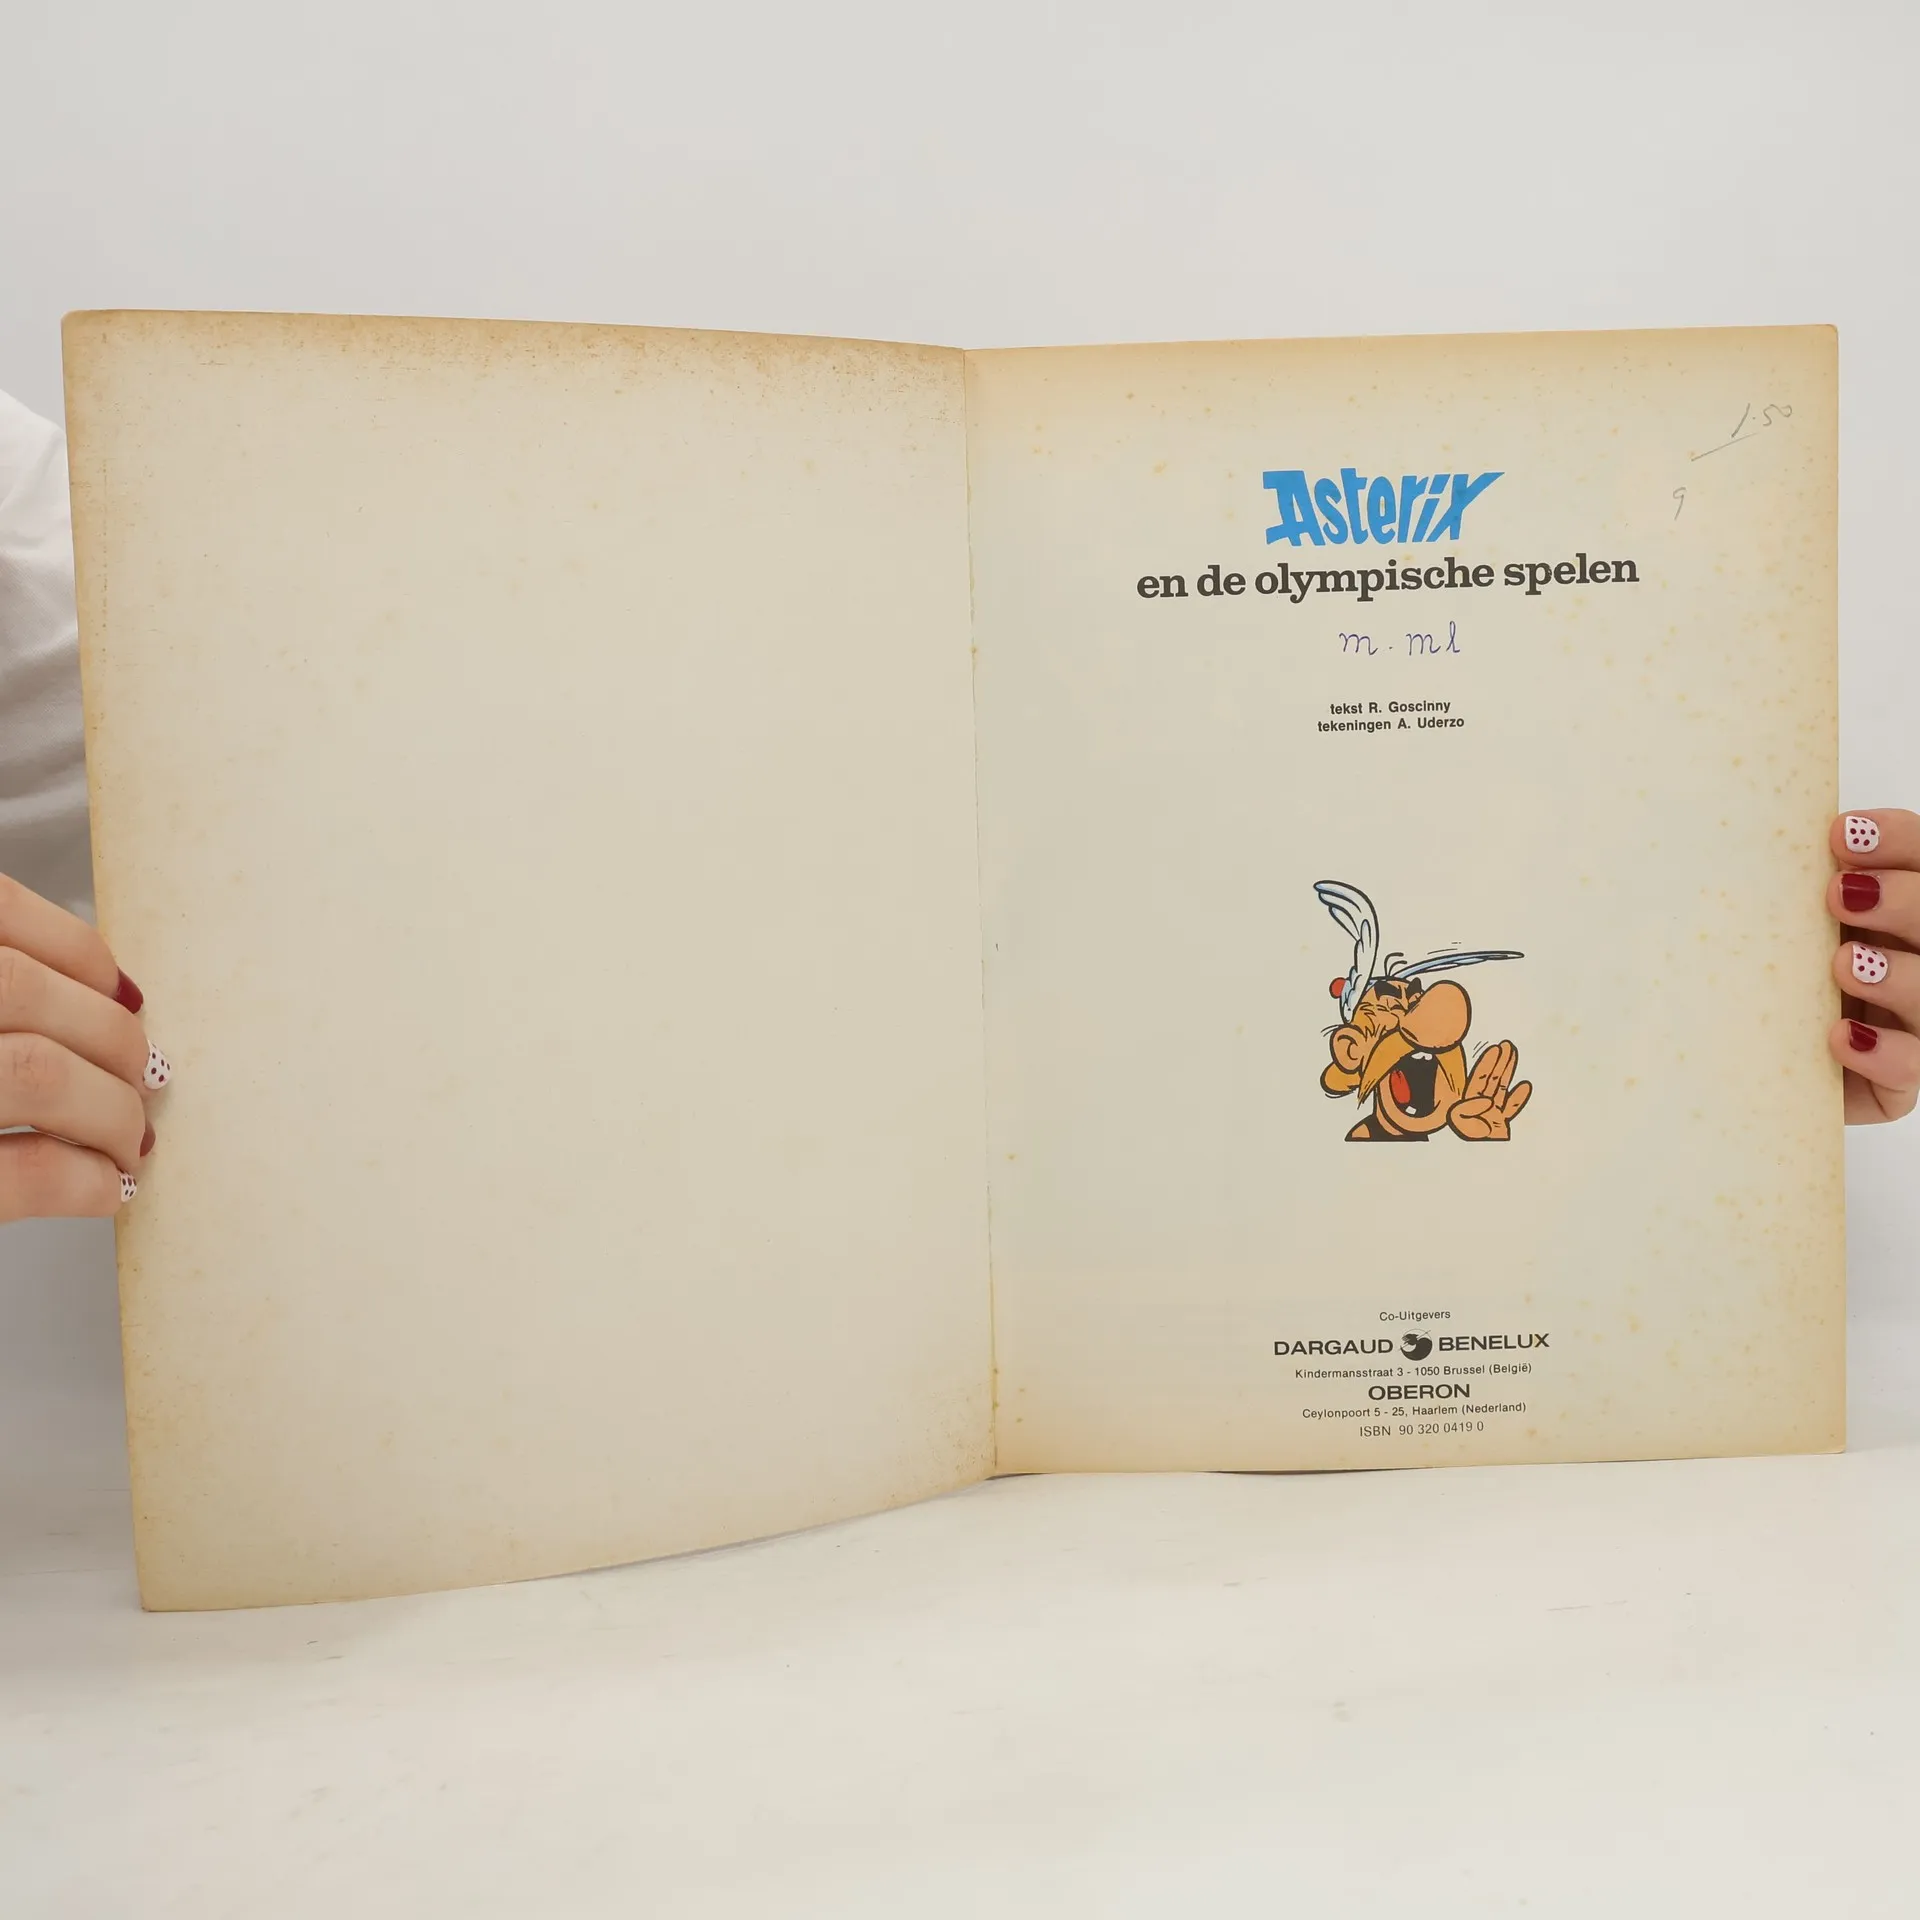 1.50
9
Asterix
en de olympische spelen
m. ml
tekst R. Goscinny
tekeningen A. Uderzo
Co-Uitgevers
DARGAUD BENELUX
Kindermansstraat 3 - 1050 Brussel (België)
OBERON
Ceylonpoort 5 - 25, Haarlem (Nederland)
ISBN 90 320 0419 0